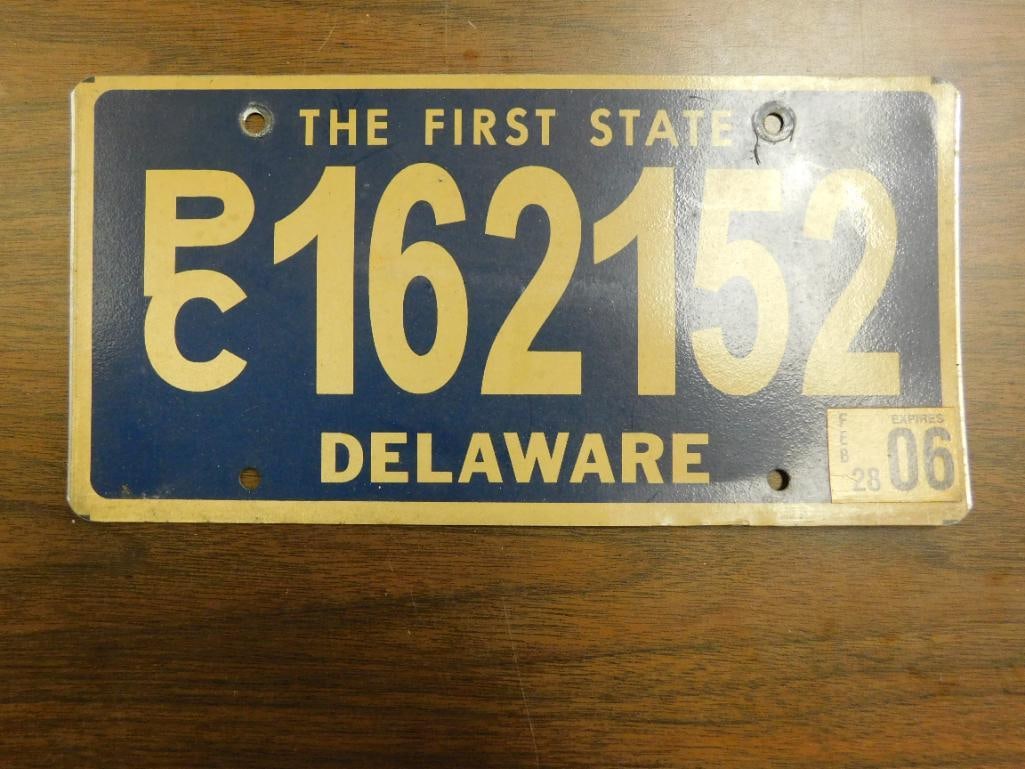 THE FIRST STATE
PC 162152
DELAWARE
FEB EXPIRES
28 06